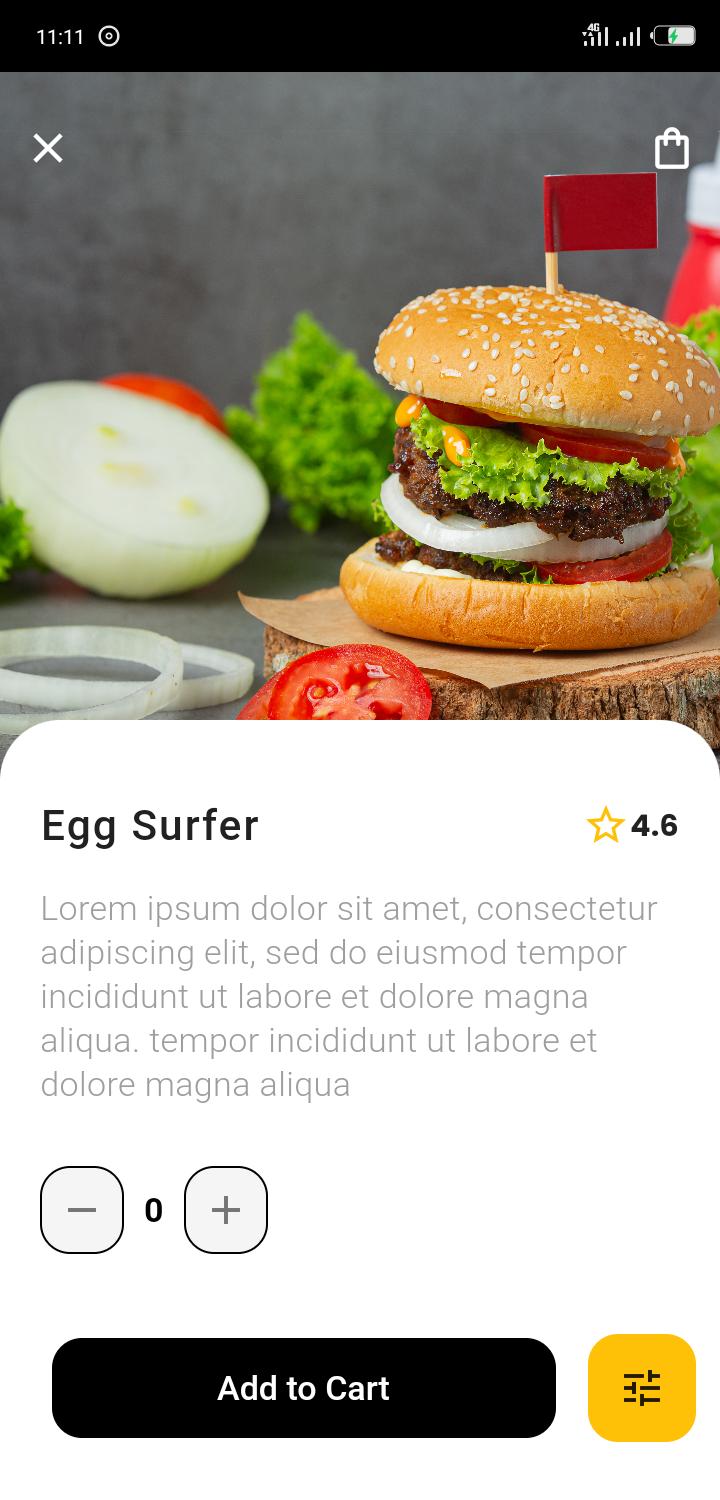 11:11
4G
Egg Surfer
4.6
Lorem ipsum dolor sit amet, consectetur
adipiscing elit, sed do eiusmod tempor
incididunt ut labore et dolore magna
aliqua. tempor incididunt ut labore et
dolore magna aliqua
0
Add to Cart